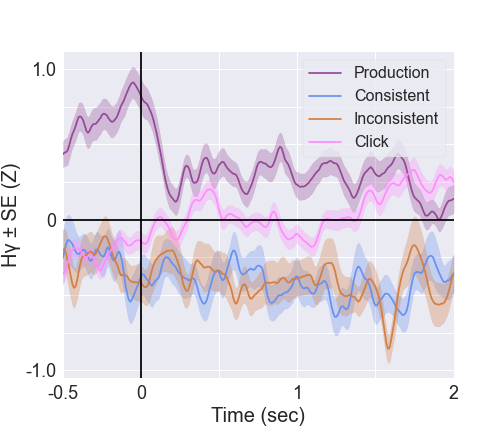 Production
Consistent
Inconsistent
Click
Hγ ± SE (Z)
1.0
0
-1.0
-0.5
0
1
2
Time (sec)